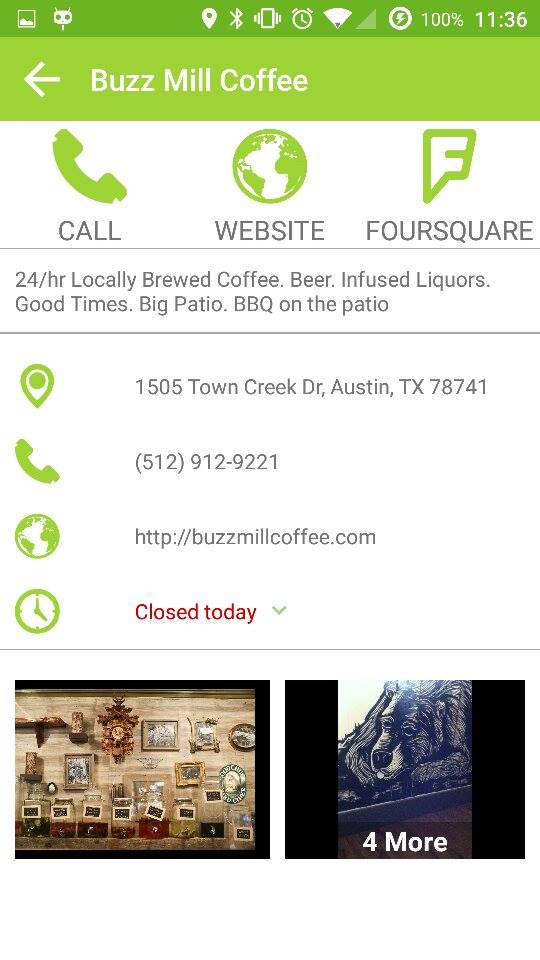 100% 11:36
Buzz Mill Coffee
CALL WEBSITE FOURSQUARE
24/hr Locally Brewed Coffee. Beer. Infused Liquors.
Good Times. Big Patio. BBQ on the patio
1505 Town Creek Dr, Austin, TX 78741
(512) 912-9221
http://buzzmillcoffee.com
Closed today
4 More